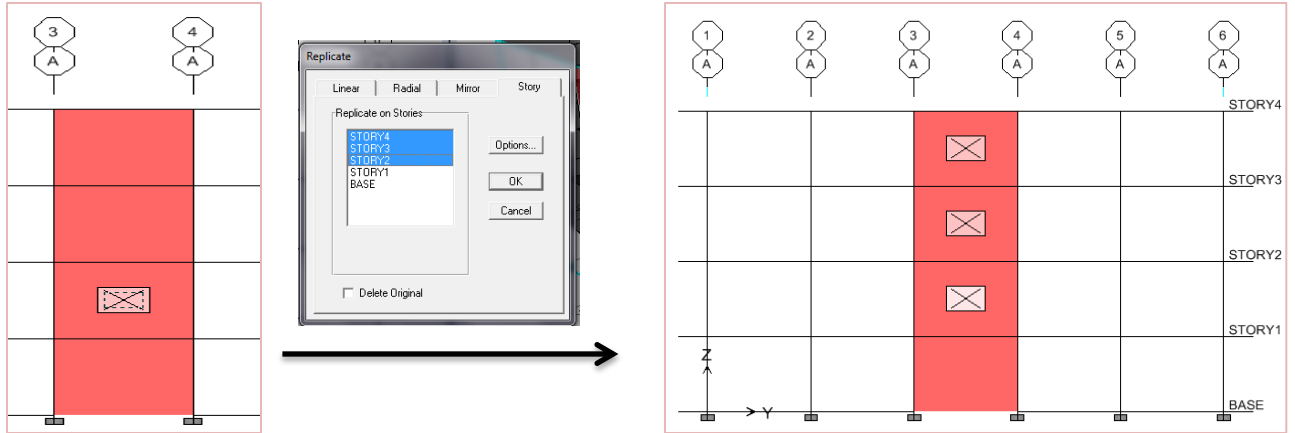 3 4
A A
Replicate
Linear Radial Mirror Story
Replicate on Stories
STORY4
STORY3
STORY2
STORY1
BASE
Options...
OK
Cancel
Delete Original
1 2 3 4 5 6
A A A A A A
STORY4
STORY3
STORY2
STORY1
Z
Y
BASE